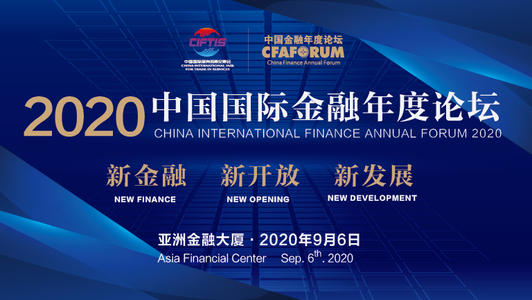 CIFTIS
中国国际服务贸易交易会
CHINA INTERNATIONAL FAIR
FOR TRADE IN SERVICES
中国金融年度论坛
CFAFORUM
China Finance Annual Forum
2020中国国际金融年度论坛
CHINA INTERNATIONAL FINANCE ANNUAL FORUM 2020
新金融 新开放 新发展
NEW FINANCE NEW OPENING NEW DEVELOPMENT
亚洲金融大厦·2020年9月6日
Asia Financial Center Sep. 6th. 2020